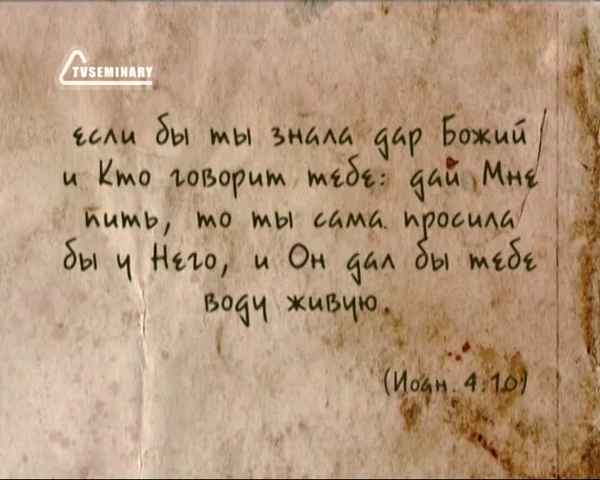 TVSEMINARY
если бы ты знала дар Божий
и Кто говорит тебе: дай Мне
пить, то ты сама просила
бы у Него, и Он дал бы тебе
воду живую.
(Иоан. 4:10)